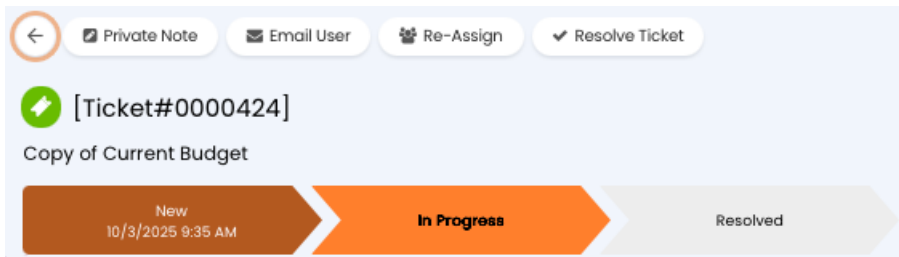 Private Note Email User Re-Assign Resolve Ticket
[Ticket#0000424]
Copy of Current Budget
New
10/3/2025 9:35 AM
In Progress
Resolved